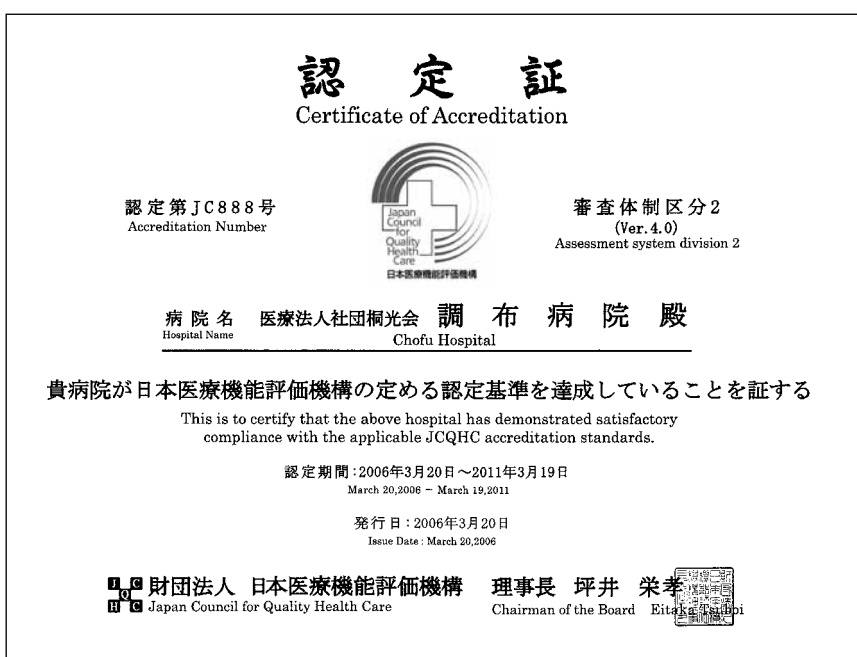 認定証
Certificate of Accreditation
Japan
Council
for
Quality
Health
Care
日本医療機能評価機構
認定第JC888号
Accreditation Number
審査体制区分2
(Ver.4.0)
Assessment system division 2
病院名 医療法人社団桐光会 調布病院殿
Hospital Name Chofu Hospital
貴病院が日本医療機能評価機構の定める認定基準を達成していることを証する
This is to certify that the above hospital has demonstrated satisfactory
compliance with the applicable JCQHC accreditation standards.
認定期間:2006年3月20日〜2011年3月19日
March 20,2006 − March 19,2011
発行日:2006年3月20日
Issue Date : March 20,2006
J C Q H C
財団法人 日本医療機能評価機構 理事長 坪井 栄孝
Japan Council for Quality Health Care Chairman of the Board Eitaka Tsuboi